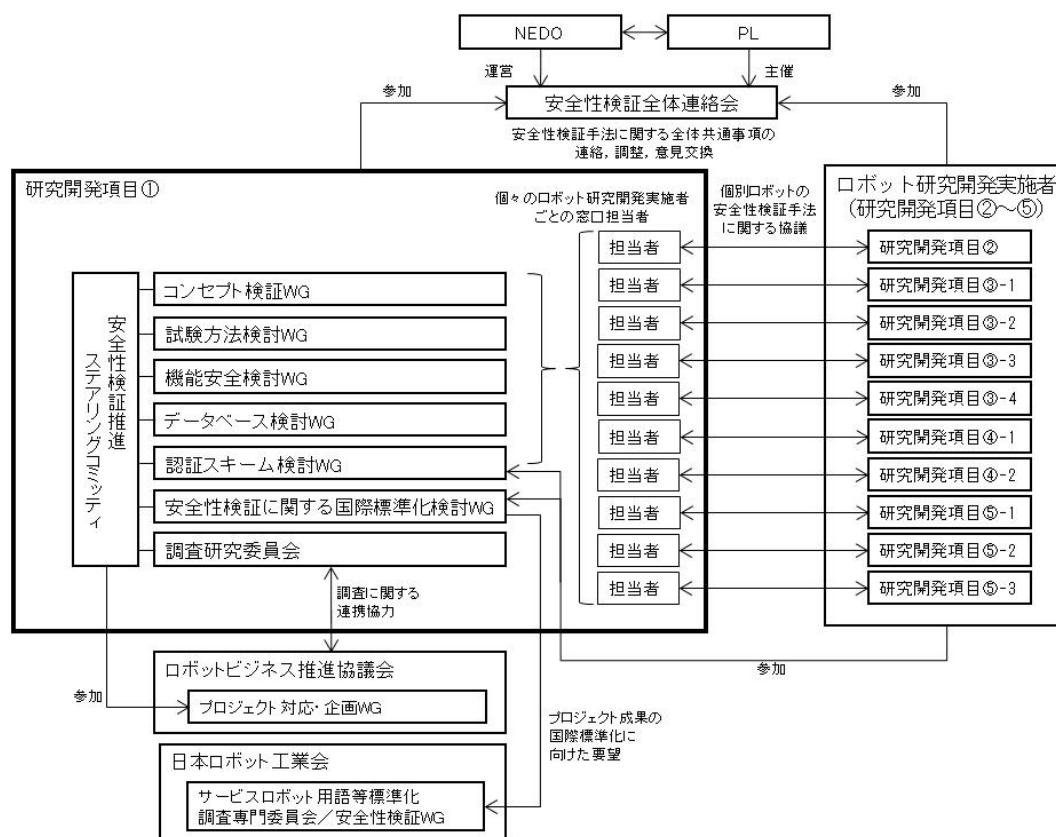 NEDO
PL
運営
主催
参加
参加
安全性検証全体連絡会
安全性検証手法に関する全体共通事項の
連絡, 調整, 意見交換
研究開発項目①
個々のロボット研究開発実施者
ごとの窓口担当者
個別ロボットの
安全性検証手法
に関する協議
ロボット研究開発実施者
(研究開発項目②～⑤)
安全性検証推進
ステアリングコミッティ
コンセプト検証WG
試験方法検討WG
機能安全検討WG
データベース検討WG
認証スキーム検討WG
安全性検証に関する国際標準化検討WG
調査研究委員会
担当者
担当者
担当者
担当者
担当者
担当者
担当者
担当者
担当者
担当者
研究開発項目②
研究開発項目③-1
研究開発項目③-2
研究開発項目③-3
研究開発項目③-4
研究開発項目④-1
研究開発項目④-2
研究開発項目⑤-1
研究開発項目⑤-2
研究開発項目⑤-3
調査に関する
連携協力
参加
参加
ロボットビジネス推進協議会
プロジェクト対応・企画WG
プロジェクト成果の
国際標準化に
向けた要望
日本ロボット工業会
サービスロボット用語等標準化
調査専門委員会／安全性検証WG